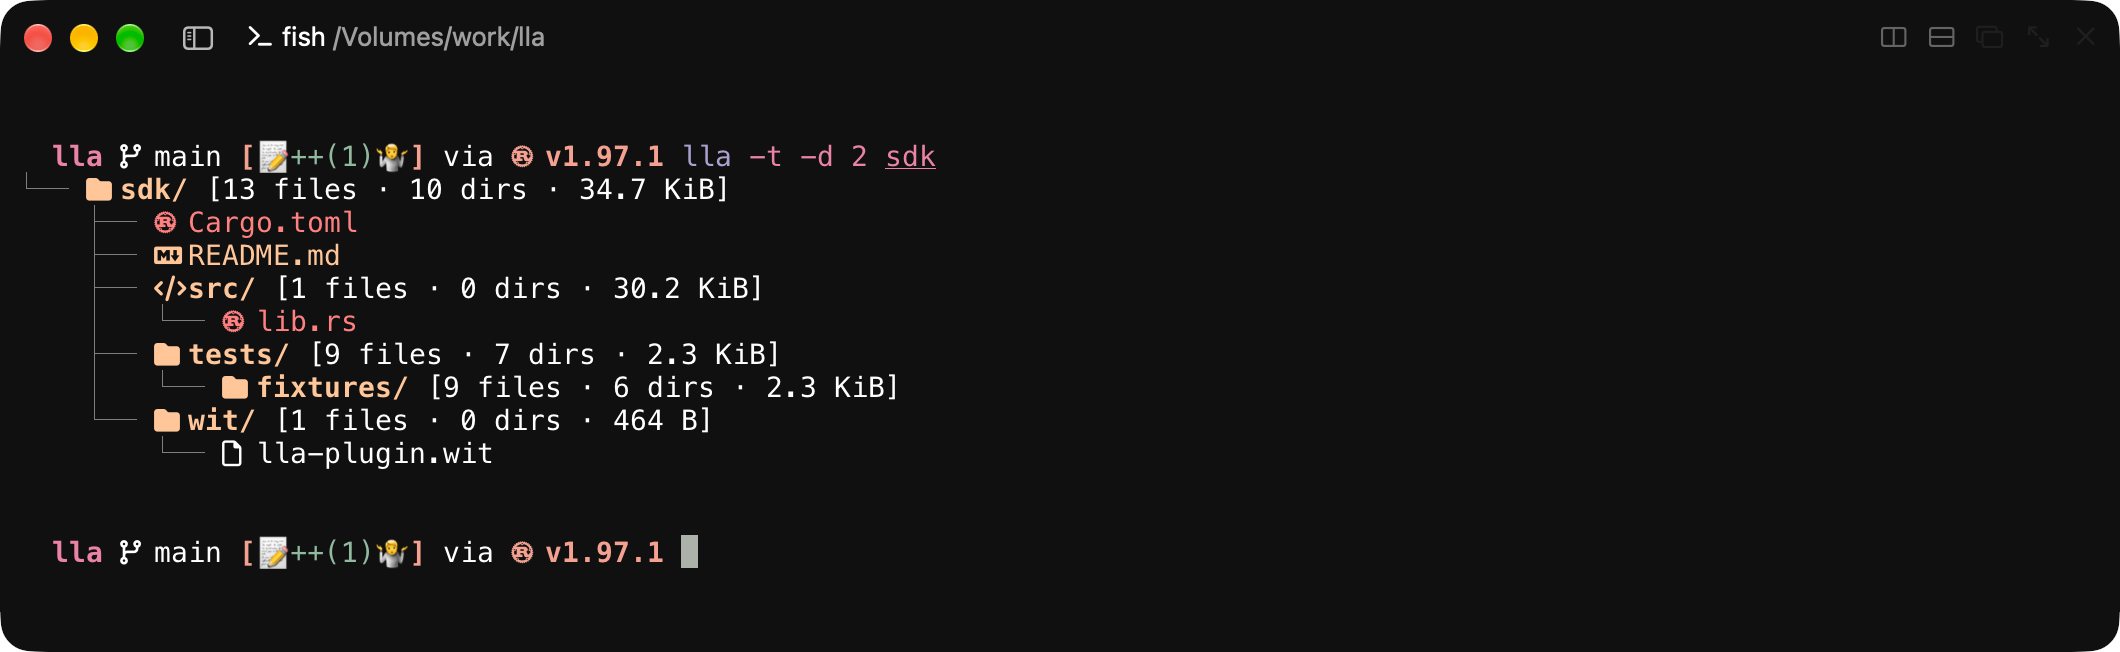 fish /Volumes/work/lla
lla main [📝++(1)🤷] via v1.97.1 lla -t -d 2 sdk
└── sdk/ [13 files · 10 dirs · 34.7 KiB]
├── Cargo.toml
├── README.md
├── </>src/ [1 files · 0 dirs · 30.2 KiB]
│   └── lib.rs
├── tests/ [9 files · 7 dirs · 2.3 KiB]
│   └── fixtures/ [9 files · 6 dirs · 2.3 KiB]
└── wit/ [1 files · 0 dirs · 464 B]
└── lla-plugin.wit
lla main [📝++(1)🤷] via v1.97.1